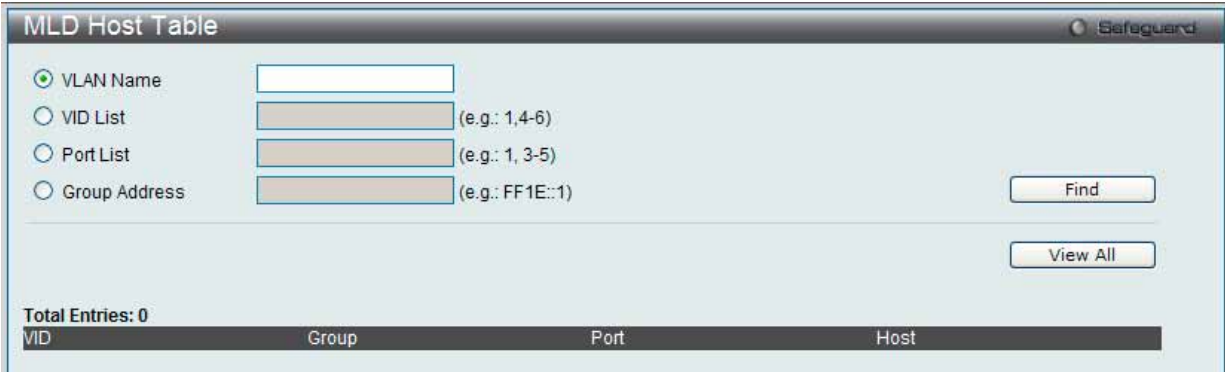 MLD Host Table
Safeguard
VLAN Name
VID List (e.g.: 1,4-6)
Port List (e.g.: 1, 3-5)
Group Address (e.g.: FF1E::1)
Find
View All
Total Entries: 0
VID Group Port Host